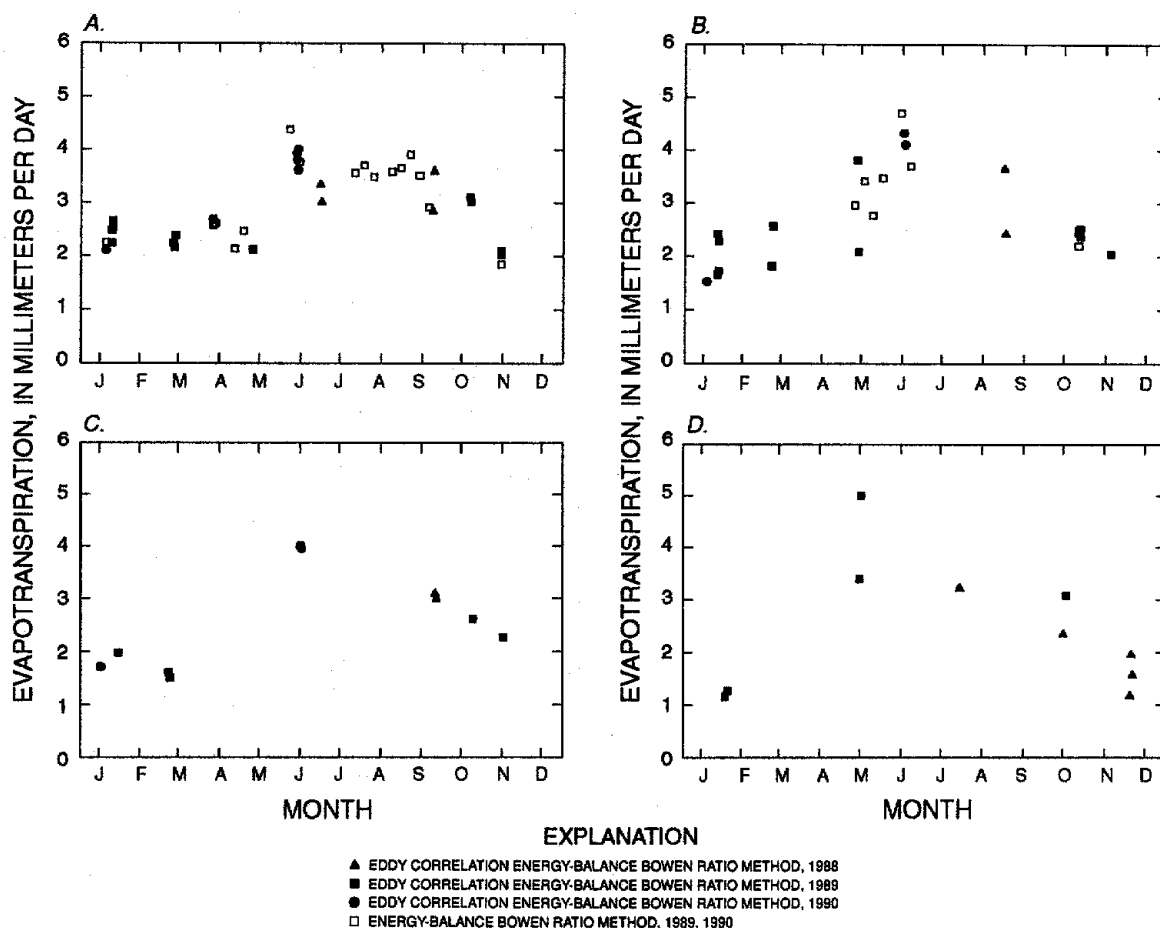 A.
B.
EVAPOTRANSPIRATION, IN MILLIMETERS PER DAY
6
5
4
3
2
1
0
J F M A M J J A S O N D
EVAPOTRANSPIRATION, IN MILLIMETERS PER DAY
6
5
4
3
2
1
0
J F M A M J J A S O N D
C.
6
5
4
3
2
1
0
J F M A M J J A S O N D
MONTH
D.
6
5
4
3
2
1
0
J F M A M J J A S O N D
MONTH
EXPLANATION
▲ EDDY CORRELATION ENERGY-BALANCE BOWEN RATIO METHOD, 1988
■ EDDY CORRELATION ENERGY-BALANCE BOWEN RATIO METHOD, 1989
● EDDY CORRELATION ENERGY-BALANCE BOWEN RATIO METHOD, 1990
□ ENERGY-BALANCE BOWEN RATIO METHOD, 1989, 1990